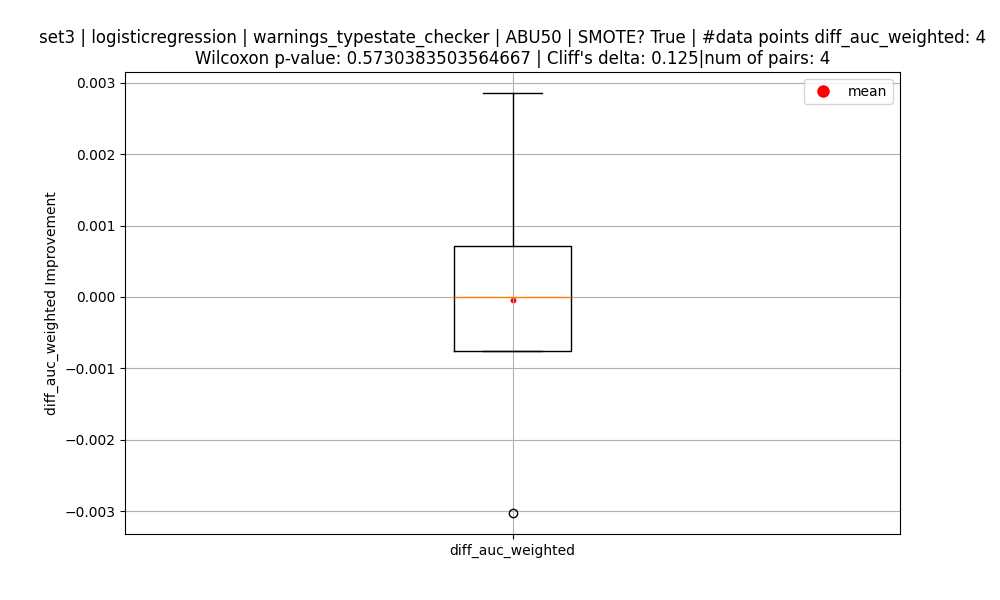 set3 | logisticregression | warnings_typestate_checker | ABU50 | SMOTE? True | #data points diff_auc_weighted: 4
Wilcoxon p-value: 0.5730383503564667 | Cliff's delta: 0.125|num of pairs: 4
mean
0.003
0.002
0.001
0.000
−0.001
−0.002
−0.003
diff_auc_weighted Improvement
diff_auc_weighted